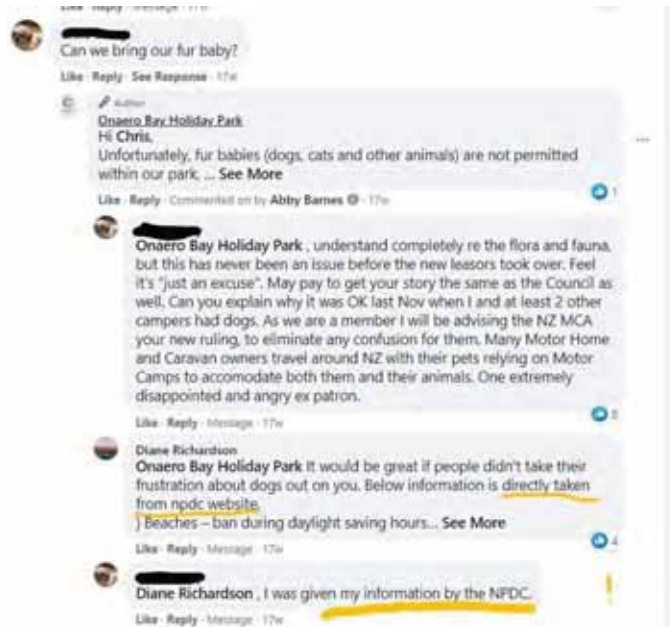 Like Reply Message 17w
Can we bring our fur baby?
Like · Reply · See Response · 17w
Author
Onaero Bay Holiday Park
Hi Chris,
Unfortunately, fur babies (dogs, cats and other animals) are not permitted
within our park, ... See More
Like · Reply · Commented on by Abby Barnes · 17w
1
Onaero Bay Holiday Park , understand completely re the flora and fauna,
but this has never been an issue before the new leasors took over. Feel
it's "just an excuse". May pay to get your story the same as the Council as
well. Can you explain why it was OK last Nov when I and at least 2 other
campers had dogs. As we are a member I will be advising the NZ MCA
your new ruling, to eliminate any confusion for them. Many Motor Home
and Caravan owners travel around NZ with their pets relying on Motor
Camps to accomodate both them and their animals. One extremely
disappointed and angry ex patron.
Like · Reply · Message · 17w
Diane Richardson
Onaero Bay Holiday Park It would be great if people didn't take their
frustration about dogs out on you. Below information is directly taken
from npdc website.
) Beaches – ban during daylight saving hours... See More
Like · Reply · Message · 17w
4
Diane Richardson , I was given my information by the NPDC.
!
Like · Reply · Message · 17w